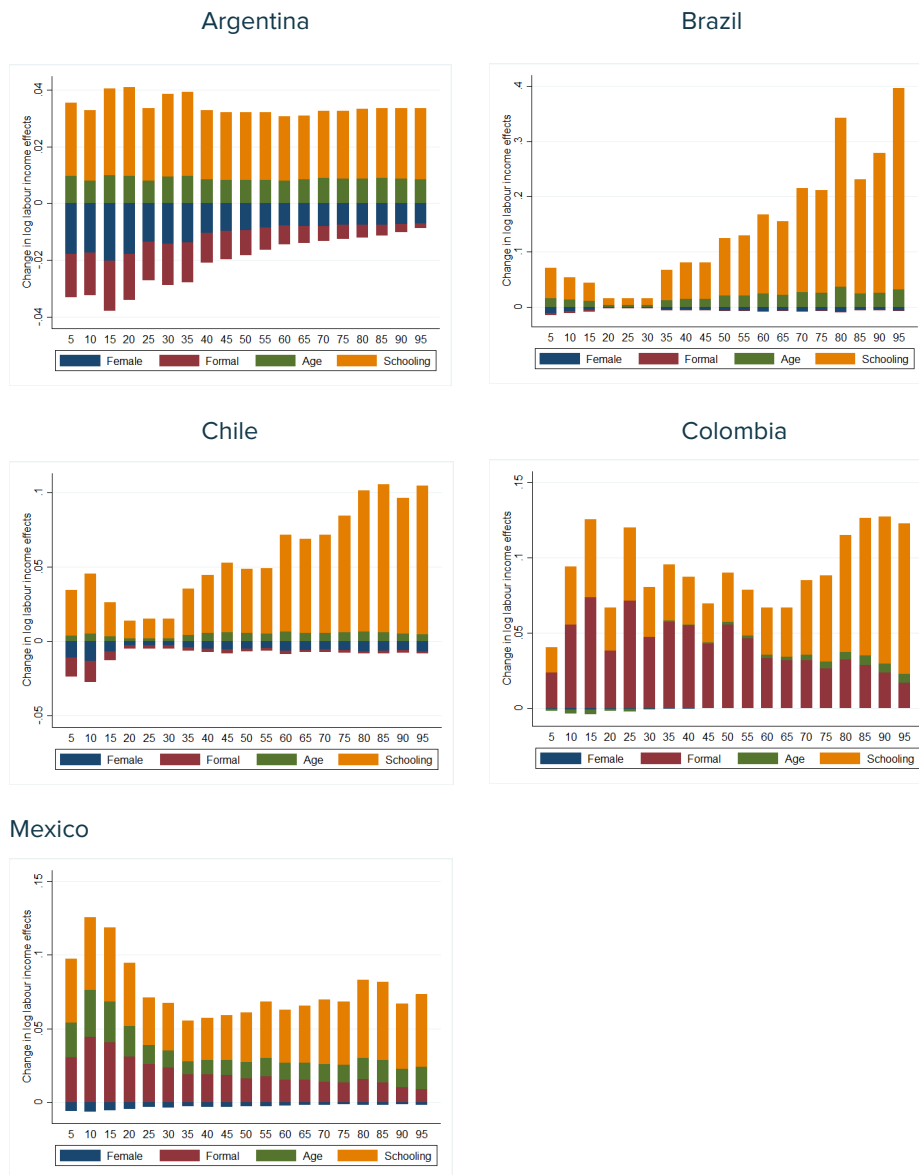 Argentina
Change in log labour income effects
.04
.02
0
-.02
-.04
5 10 15 20 25 30 35 40 45 50 55 60 65 70 75 80 85 90 95
Female Formal Age Schooling
Brazil
Change in log labour income effects
.4
.3
.2
.1
0
5 10 15 20 25 30 35 40 45 50 55 60 65 70 75 80 85 90 95
Female Formal Age Schooling
Chile
Change in log labour income effects
.1
.05
0
-.05
5 10 15 20 25 30 35 40 45 50 55 60 65 70 75 80 85 90 95
Female Formal Age Schooling
Colombia
Change in log labour income effects
.15
.1
.05
0
5 10 15 20 25 30 35 40 45 50 55 60 65 70 75 80 85 90 95
Female Formal Age Schooling
Mexico
Change in log labour income effects
.15
.1
.05
0
5 10 15 20 25 30 35 40 45 50 55 60 65 70 75 80 85 90 95
Female Formal Age Schooling